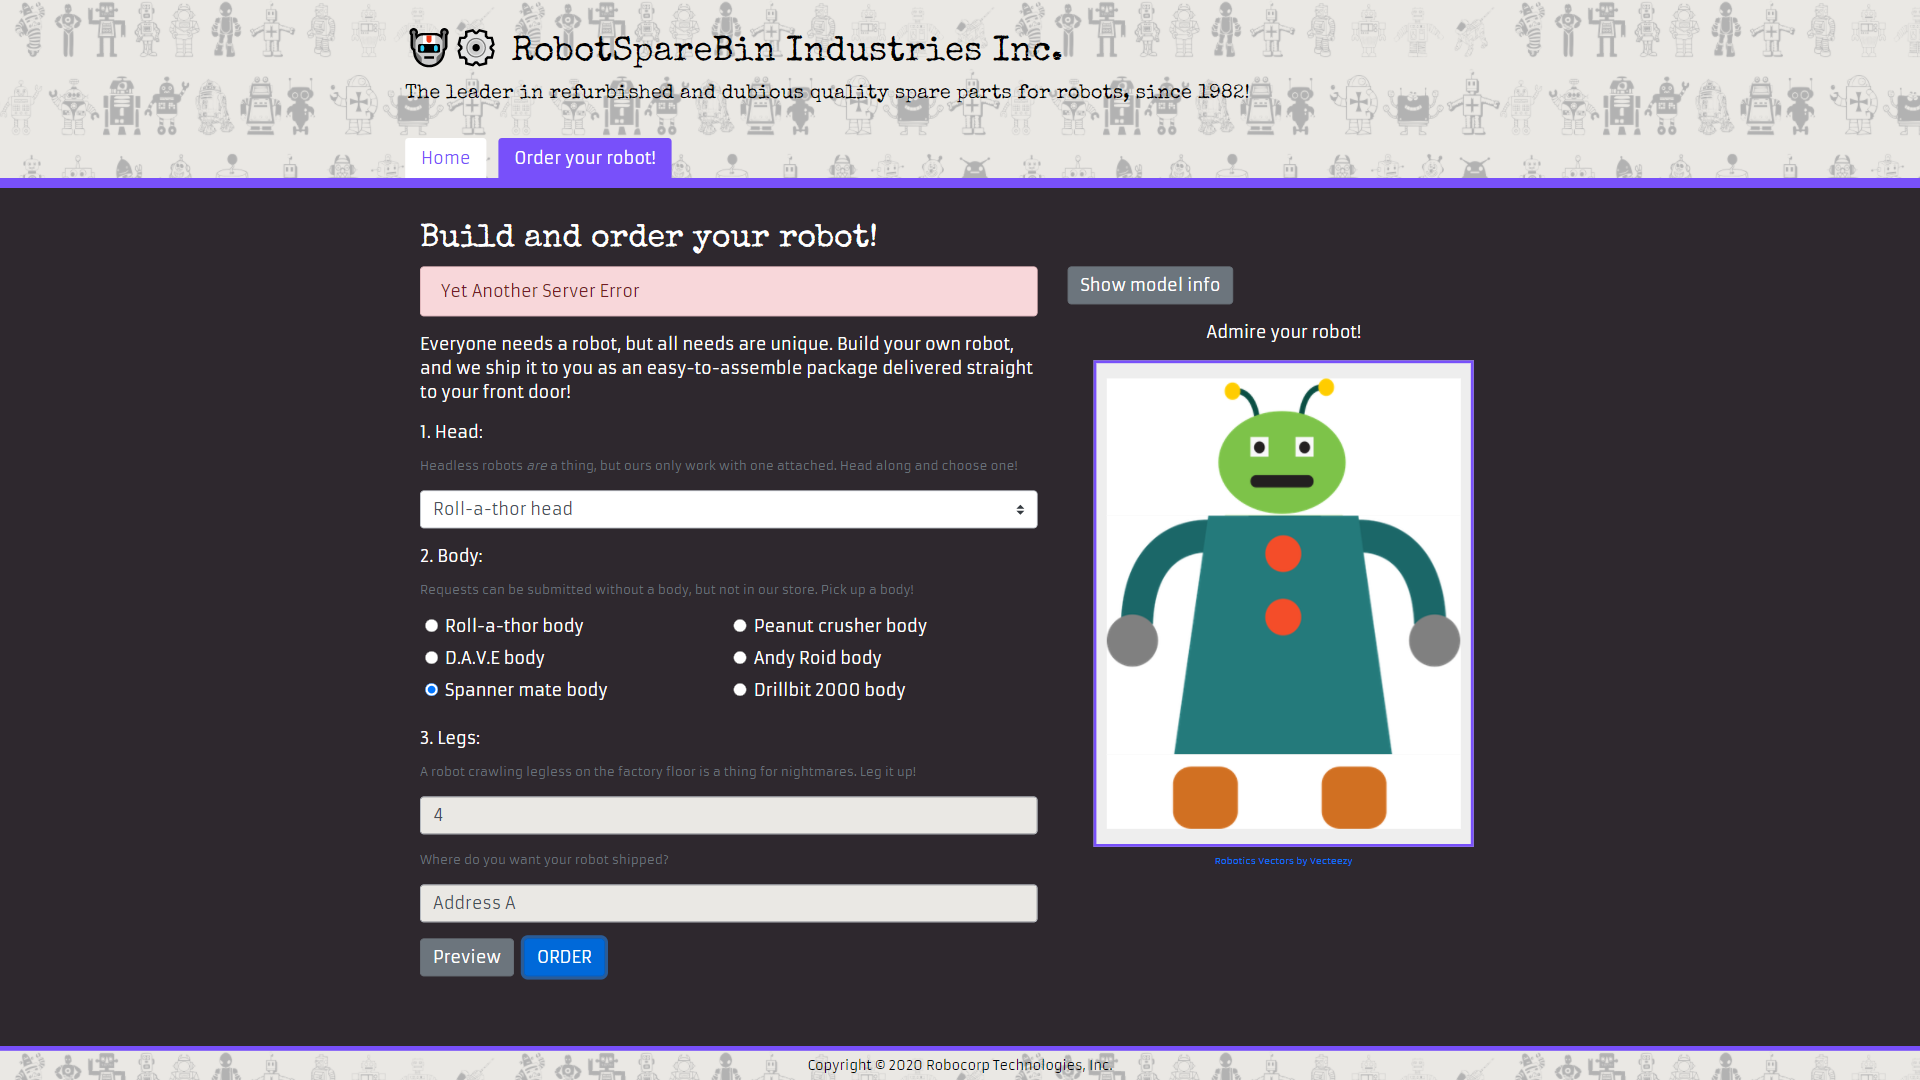 RobotSpareBin Industries Inc.
The leader in refurbished and dubious quality spare parts for robots, since 1982!
Home
Order your robot!
Build and order your robot!
Yet Another Server Error
Everyone needs a robot, but all needs are unique. Build your own robot,
and we ship it to you as an easy-to-assemble package delivered straight
to your front door!
1. Head:
Headless robots are a thing, but ours only work with one attached. Head along and choose one!
Roll-a-thor head
2. Body:
Requests can be submitted without a body, but not in our store. Pick up a body!
Roll-a-thor body
Peanut crusher body
D.A.V.E body
Andy Roid body
Spanner mate body
Drillbit 2000 body
3. Legs:
A robot crawling legless on the factory floor is a thing for nightmares. Leg it up!
4
Where do you want your robot shipped?
Address A
Preview
ORDER
Show model info
Admire your robot!
Robotics Vectors by Vecteezy
Copyright © 2020 Robocorp Technologies, Inc.